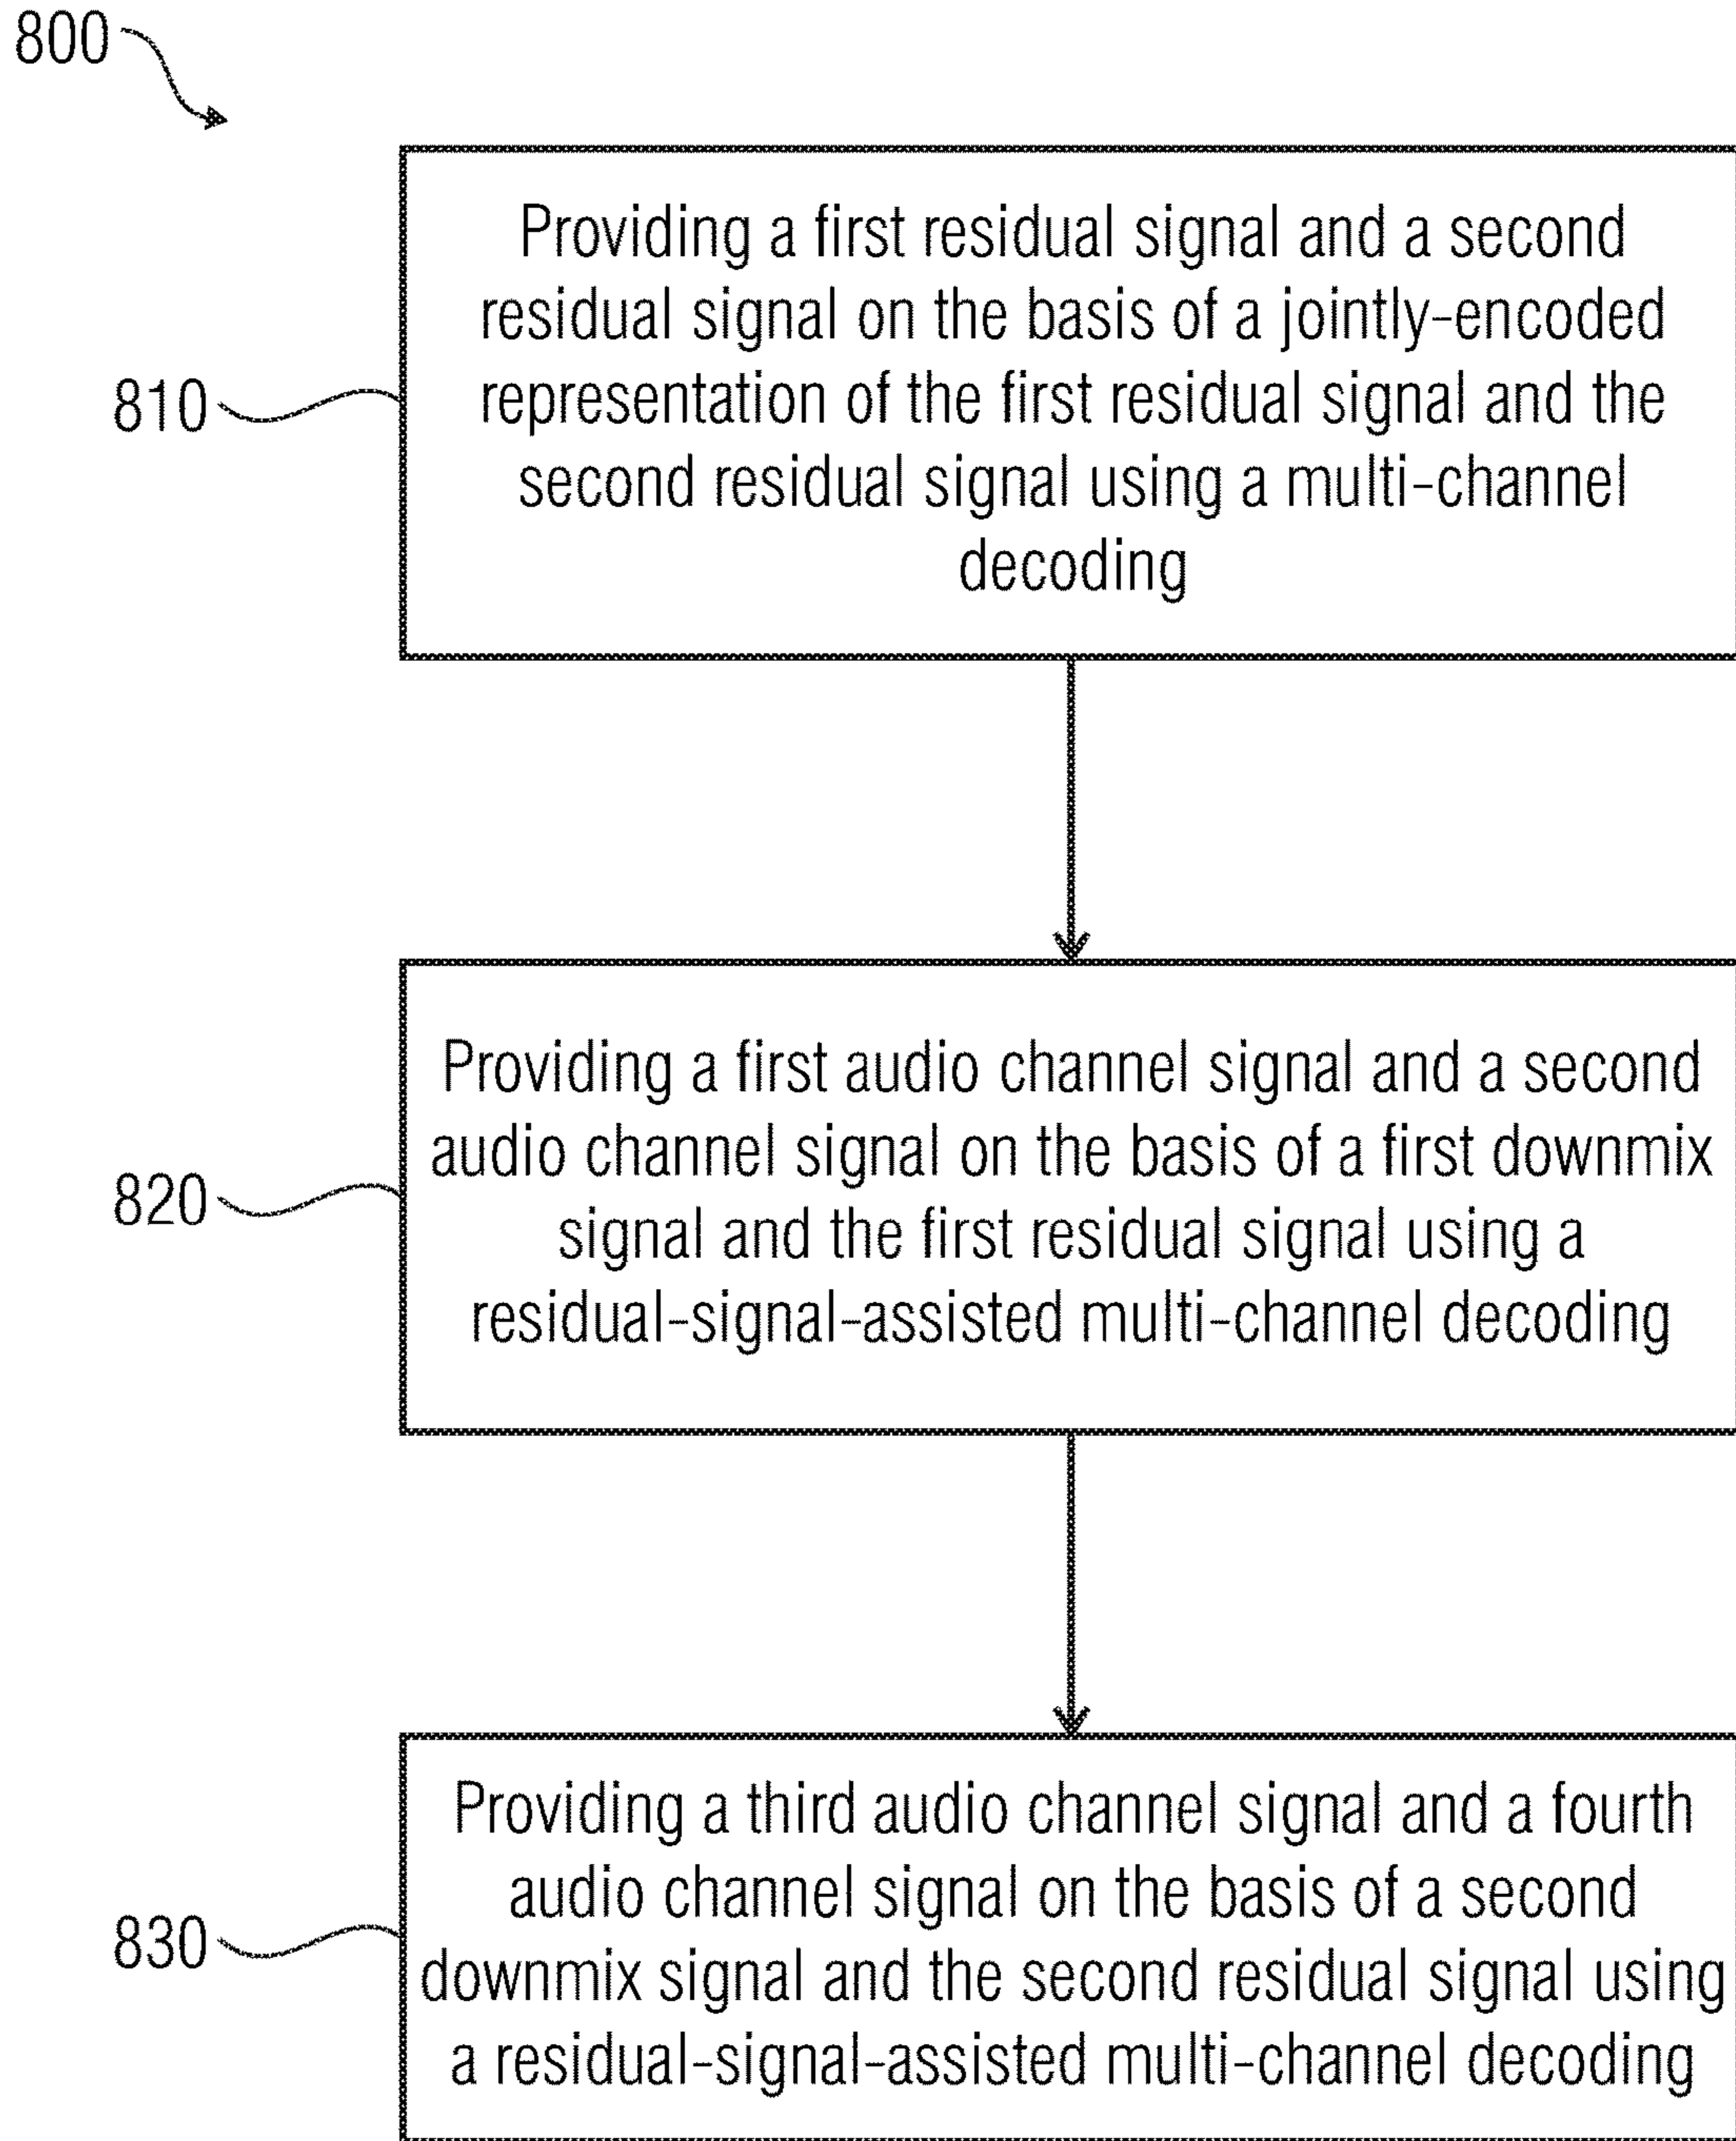 800
Providing a first residual signal and a second
residual signal on the basis of a jointly-encoded
representation of the first residual signal and the
second residual signal using a multi-channel
decoding
810
Providing a first audio channel signal and a second
audio channel signal on the basis of a first downmix
signal and the first residual signal using a
residual-signal-assisted multi-channel decoding
820
Providing a third audio channel signal and a fourth
audio channel signal on the basis of a second
downmix signal and the second residual signal using
a residual-signal-assisted multi-channel decoding
830